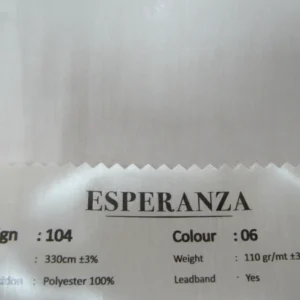 ESPERANZA
gn : 104 Colour : 06
: 330cm ±3% Weight : 110 gr/mt ±3
: Polyester 100% Leadband : Yes